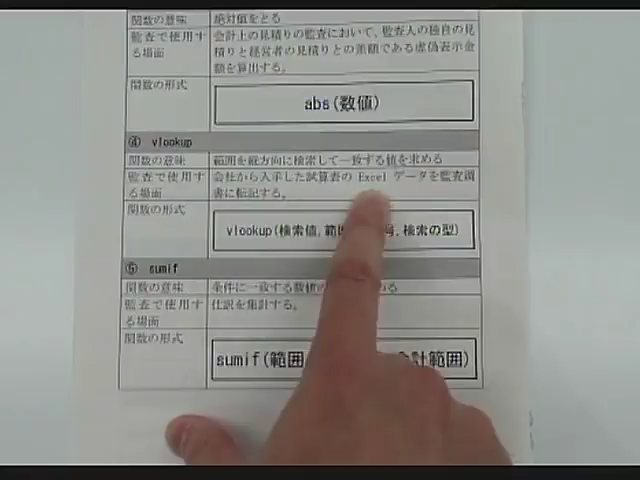 関数の意味 絶対値をとる
監査で使用す 会計上の見積りの監査において、監査人の独自の見
る場面 積りと経営者の見積りとの差額である虚偽表示金
額を算出する。
関数の形式
abs(数値)
④ vlookup
関数の意味 範囲を縦方向に検索して一致する値を求める
監査で使用す 会社から入手した試算表の Excel データを監査調
る場面 書に転記する。
関数の形式
vlookup(検索値,範 号,検索の型)
⑤ sumif
関数の意味 条件に一致する数値の める
監査で使用す 仕訳を集計する。
る場面
関数の形式
sumif(範囲 合計範囲)